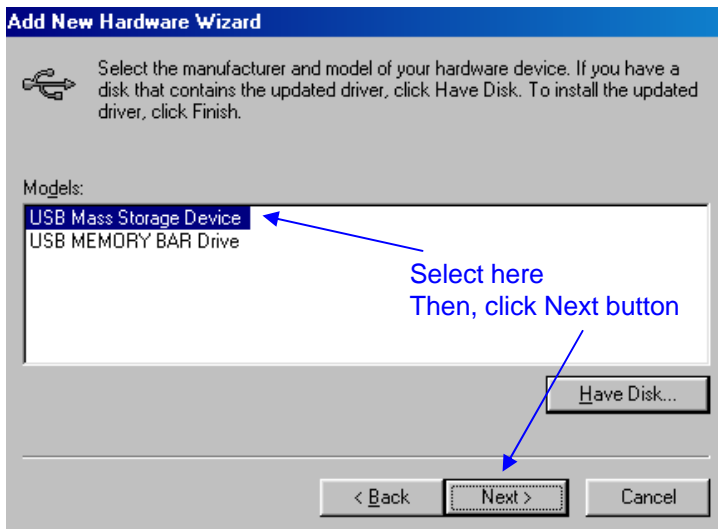 Add New Hardware Wizard
Select the manufacturer and model of your hardware device. If you have a
disk that contains the updated driver, click Have Disk. To install the updated
driver, click Finish.
Models:
USB Mass Storage Device
USB MEMORY BAR Drive
Select here
Then, click Next button
Have Disk...
< Back
Next >
Cancel